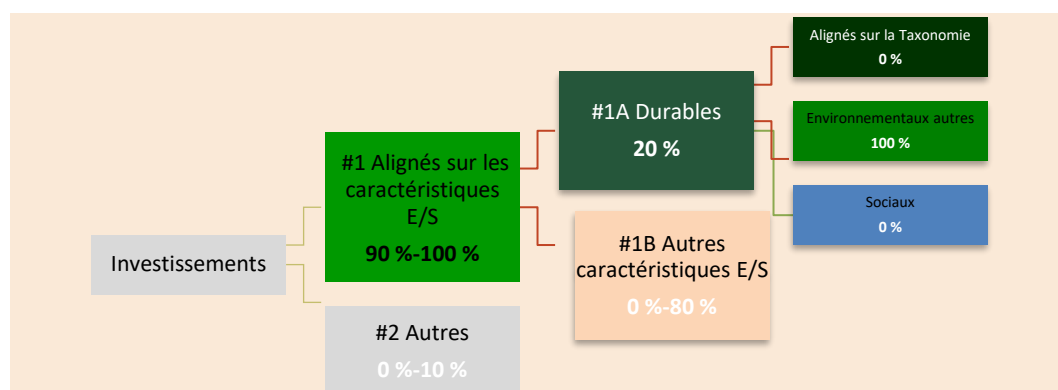 Investissements
#1 Alignés sur les
caractéristiques
E/S
90 %-100 %
#2 Autres
0 %-10 %
#1A Durables
20 %
#1B Autres
caractéristiques E/S
0 %-80 %
Alignés sur la Taxonomie
0 %
Environnementaux autres
100 %
Sociaux
0 %